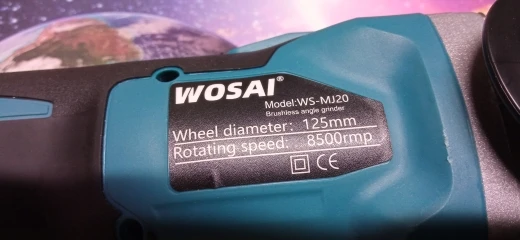 WOSAI®
Model:WS-MJ20
Brushless angle grinder
Wheel diameter: 125mm
Rotating speed: 8500rmp
CE